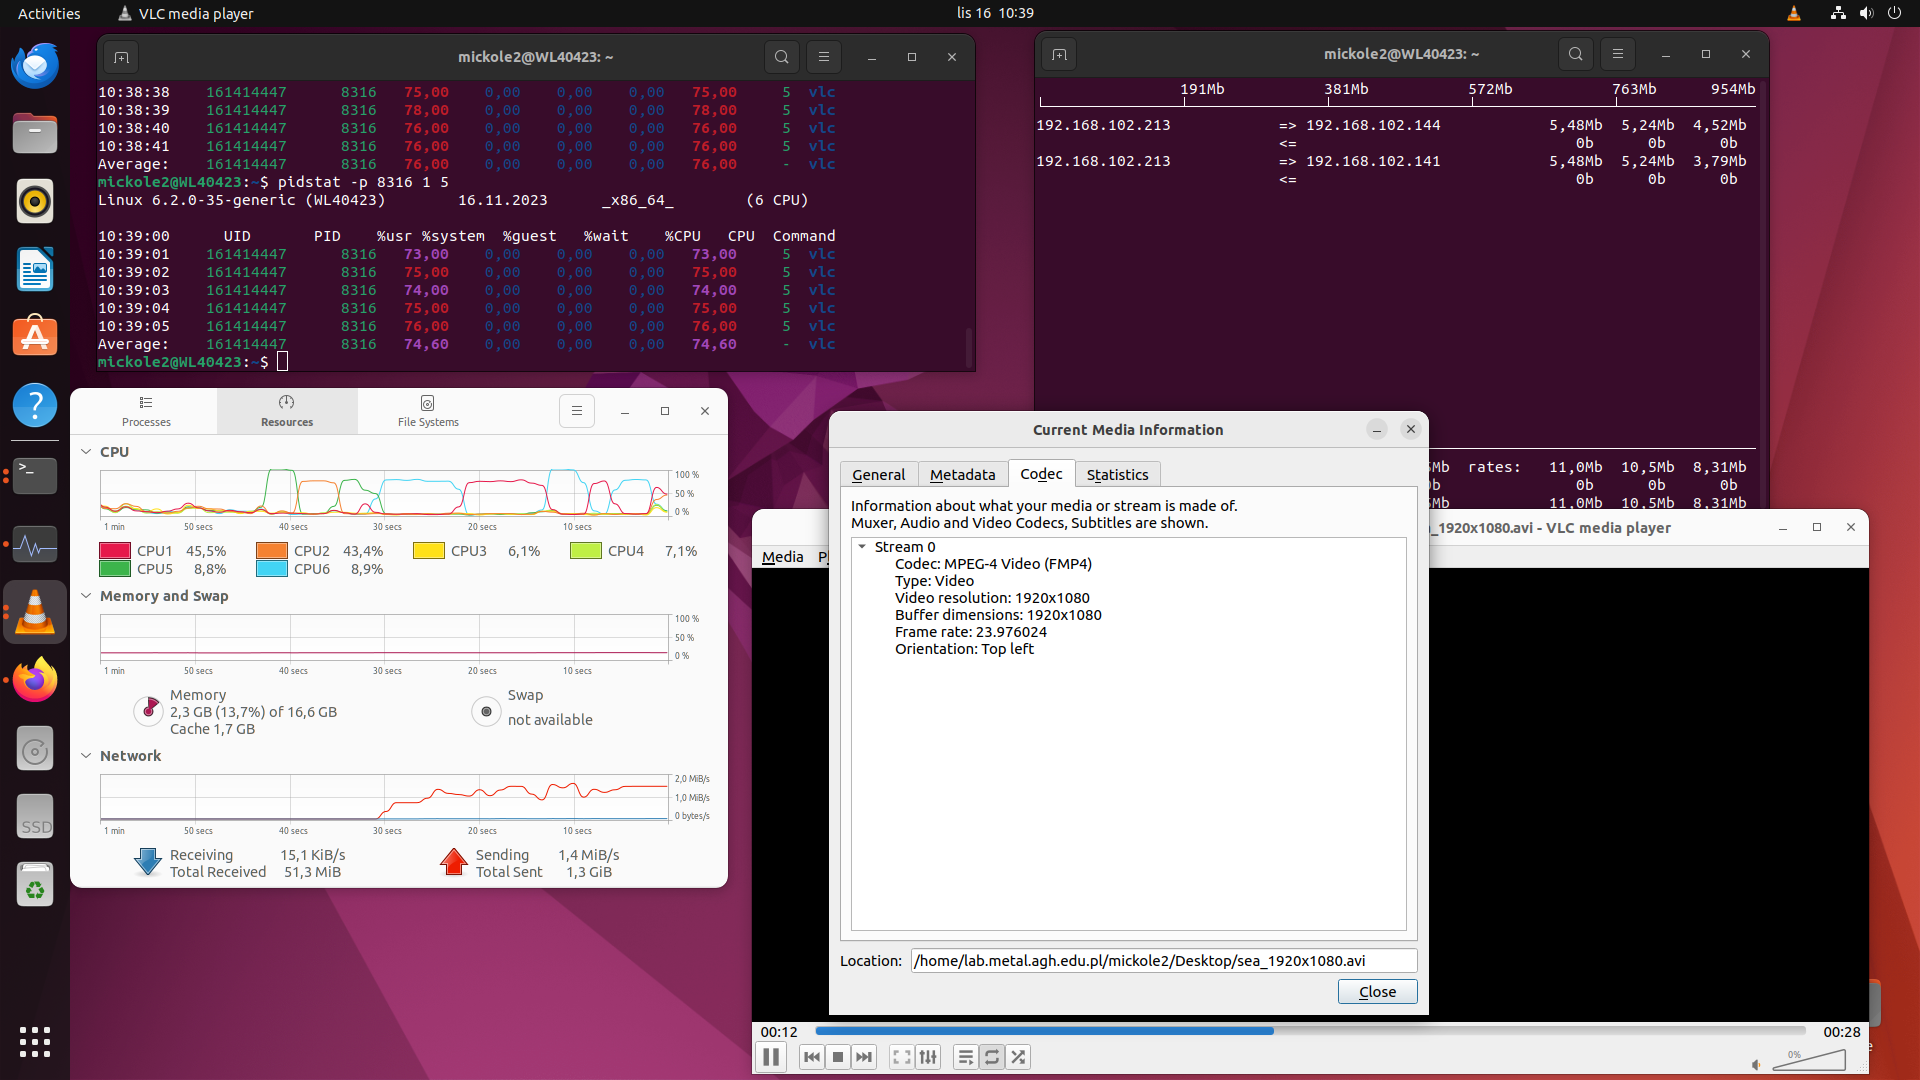 Activities
VLC media player
lis 16 10:39
mickole2@WL40423: ~
10:38:38 161414447 8316 75,00 0,00 0,00 0,00 75,00 5 vlc
10:38:39 161414447 8316 78,00 0,00 0,00 0,00 78,00 5 vlc
10:38:40 161414447 8316 76,00 0,00 0,00 0,00 76,00 5 vlc
10:38:41 161414447 8316 76,00 0,00 0,00 0,00 76,00 5 vlc
Average: 161414447 8316 76,00 0,00 0,00 0,00 76,00 - vlc
mickole2@WL40423:~$ pidstat -p 8316 1 5
Linux 6.2.0-35-generic (WL40423) 16.11.2023 _x86_64_ (6 CPU)
10:39:00 UID PID %usr %system %guest %wait %CPU CPU Command
10:39:01 161414447 8316 73,00 0,00 0,00 0,00 73,00 5 vlc
10:39:02 161414447 8316 75,00 0,00 0,00 0,00 75,00 5 vlc
10:39:03 161414447 8316 74,00 0,00 0,00 0,00 74,00 5 vlc
10:39:04 161414447 8316 75,00 0,00 0,00 0,00 75,00 5 vlc
10:39:05 161414447 8316 76,00 0,00 0,00 0,00 76,00 5 vlc
Average: 161414447 8316 74,60 0,00 0,00 0,00 74,60 - vlc
mickole2@WL40423:~$
mickole2@WL40423: ~
191Mb 381Mb 572Mb 763Mb 954Mb
192.168.102.213 => 192.168.102.144 5,48Mb 5,24Mb 4,52Mb
<= 0b 0b 0b
192.168.102.213 => 192.168.102.141 5,48Mb 5,24Mb 3,79Mb
<= 0b 0b 0b
Mb rates: 11,0Mb 10,5Mb 8,31Mb
0b 0b 0b 0b
Mb 11,0Mb 10,5Mb 8,31Mb
Processes
Resources
File Systems
CPU
100 %
50 %
0 %
1 min 50 secs 40 secs 30 secs 20 secs 10 secs
CPU1 45,5% CPU2 43,4% CPU3 6,1% CPU4 7,1%
CPU5 8,8% CPU6 8,9%
Memory and Swap
100 %
50 %
0 %
1 min 50 secs 40 secs 30 secs 20 secs 10 secs
Memory
2,3 GB (13,7%) of 16,6 GB
Cache 1,7 GB
Swap
not available
Network
2,0 MiB/s
1,0 MiB/s
0 bytes/s
1 min 50 secs 40 secs 30 secs 20 secs 10 secs
Receiving 15,1 KiB/s
Total Received 51,3 MiB
Sending 1,4 MiB/s
Total Sent 1,3 GiB
Current Media Information
General Metadata Codec Statistics
Information about what your media or stream is made of.
Muxer, Audio and Video Codecs, Subtitles are shown.
Stream 0
Codec: MPEG-4 Video (FMP4)
Type: Video
Video resolution: 1920x1080
Buffer dimensions: 1920x1080
Frame rate: 23.976024
Orientation: Top left
Location: /home/lab.metal.agh.edu.pl/mickole2/Desktop/sea_1920x1080.avi
Close
_1920x1080.avi - VLC media player
Media
00:12
00:28
0%
SSD